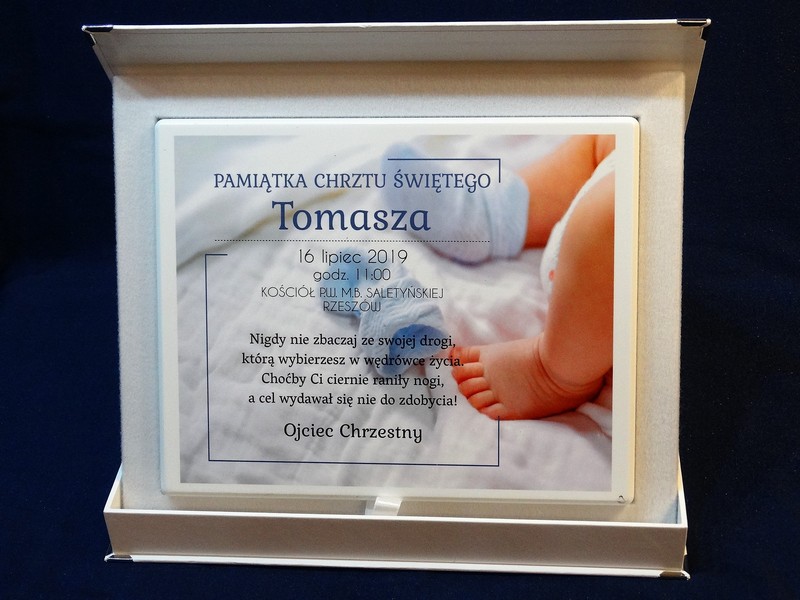 PAMIĄTKA CHRZTU ŚWIĘTEGO
Tomasza
16 lipiec 2019
godz. 11:00
KOŚCIÓŁ P.W. M.B. SALETYŃSKIEJ
RZESZÓW
Nigdy nie zbaczaj ze swojej drogi,
którą wybierzesz w wędrówce życia.
Choćby Ci ciernie raniły nogi,
a cel wydawał się nie do zdobycia!
Ojciec Chrzestny